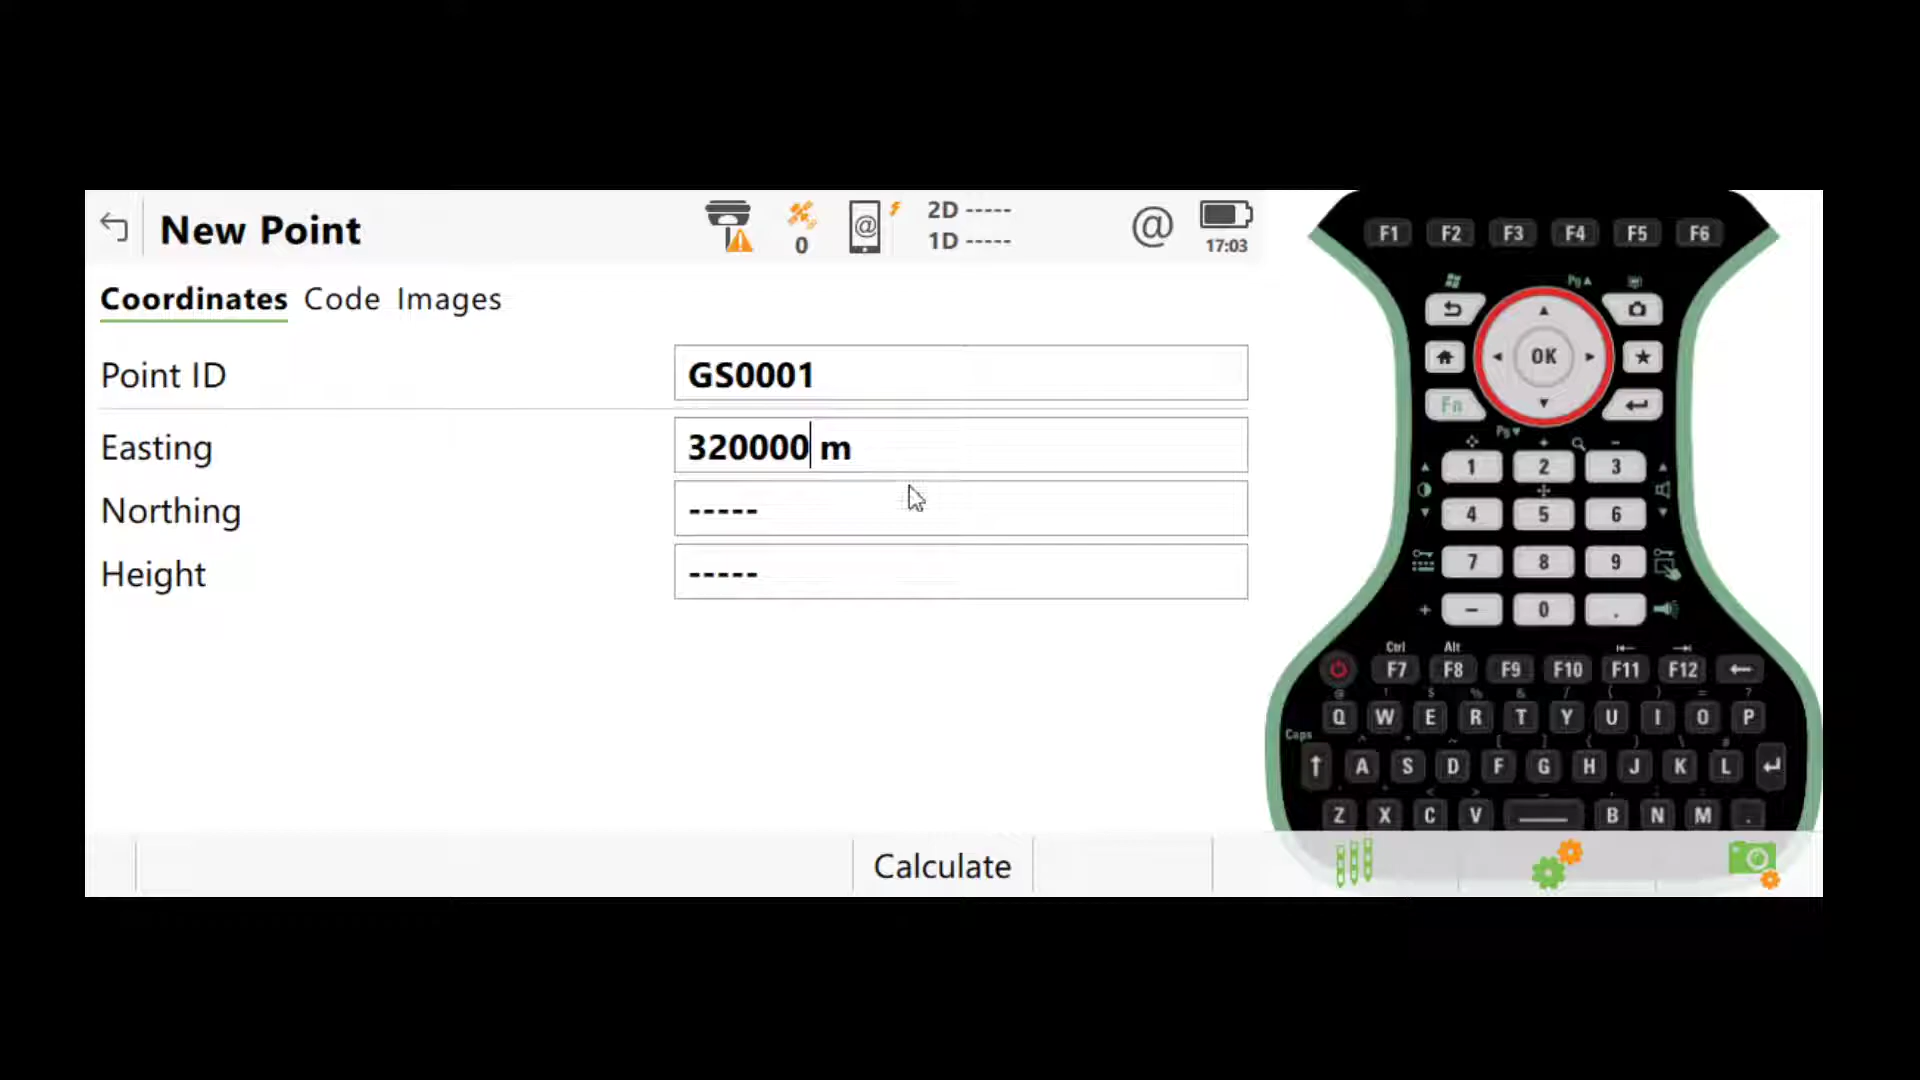 New Point
0
@
2D -----
1D -----
@
17:03
Coordinates Code Images
Point ID GS0001
Easting 320000 m
Northing -----
Height -----
Calculate
F1 F2 F3 F4 F5 F6
Pg▲
OK
Fn
Pg▼
+ -
1 2 3
4 5 6
7 8 9
+ - 0 .
Ctrl Alt
F7 F8 F9 F10 F11 F12
@ ! $ % & / ( ) = ?
Q W E R T Y U I O P
Caps
^ * ~ [ ] { } \ #
A S D F G H J K L
Z X C V B N M .